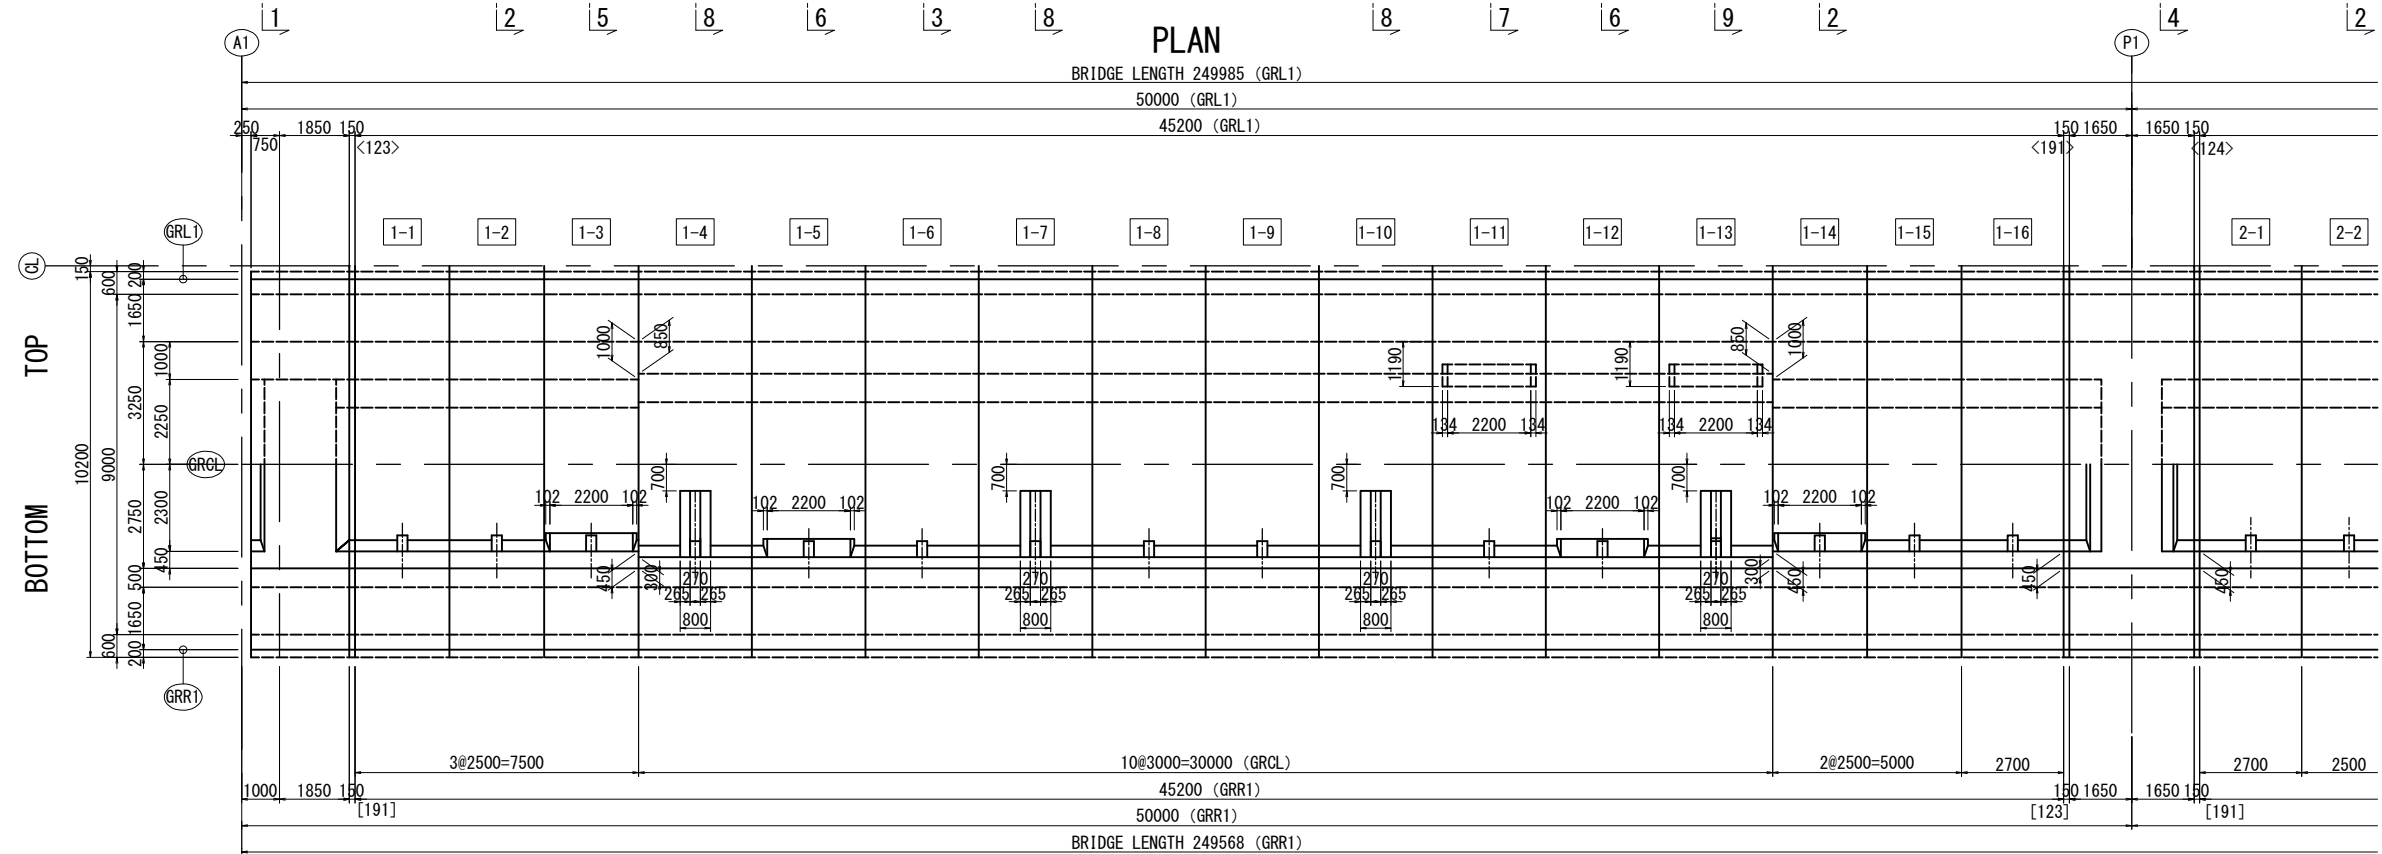 1 2 5 8 6 3 8 8 7 6 9 2 4 2
A1 PLAN P1
BRIDGE LENGTH 249985 (GRL1)
50000 (GRL1)
250 1850 150 45200 (GRL1) 150 1650 1650 150
750 <123> <191> <124>
GRL1 1-1 1-2 1-3 1-4 1-5 1-6 1-7 1-8 1-9 1-10 1-11 1-12 1-13 1-14 1-15 1-16 2-1 2-2
CL
150 600 200
1650
TOP
1000 1000 850 1190 1190 850 1000
3250 2250
134 2200 134 134 2200 134
10200 9000
GRCL
700 700 700 700
2750 2300
102 2200 102 102 2200 102 102 2200 102 102 2200 102
BOTTOM
450 500
450 300 300 450 450 450
270 270 270 270
265 265 265 265 265 265 265 265
800 800 800 800
1650
600 200
GRR1
3@2500=7500 10@3000=30000 (GRCL) 2@2500=5000 2700 2700 2500
1000 1850 150 45200 (GRR1) 150 1650 1650 150
[191] [123] [191]
50000 (GRR1)
BRIDGE LENGTH 249568 (GRR1)